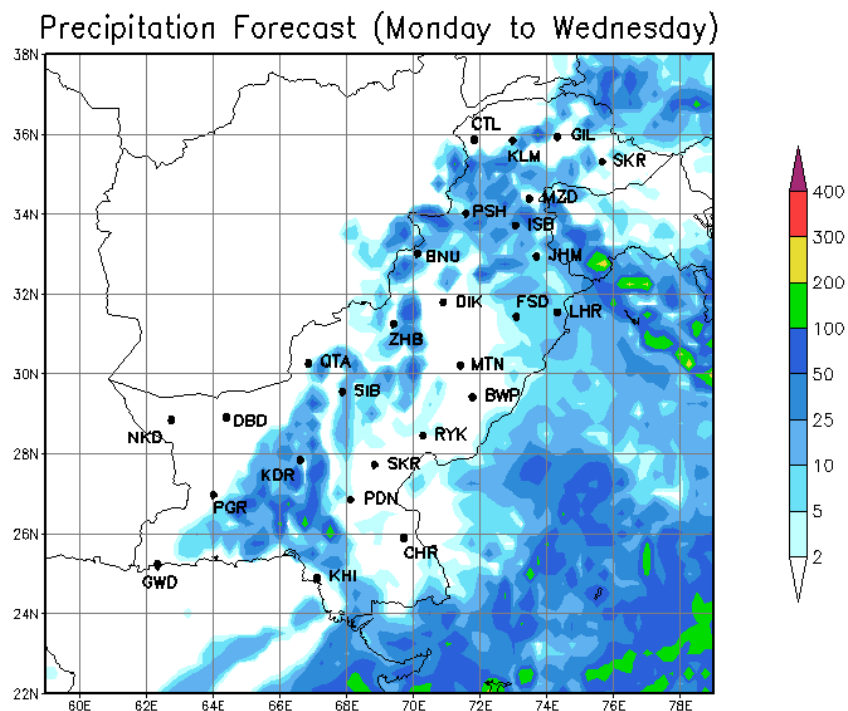 Precipitation Forecast (Monday to Wednesday)
38N
36N
34N
32N
30N
28N
26N
24N
22N
60E
62E
64E
66E
68E
70E
72E
74E
76E
78E
CTL
GIL
KLM
SKR
MZD
PSH
ISB
BNU
JHM
DIK
FSD
LHR
ZHB
QTA
MTN
SIB
BWP
DBD
NKD
RYK
KDR
SKR
PGR
PDN
CHR
GWD
KHI
400
300
200
100
50
25
10
5
2